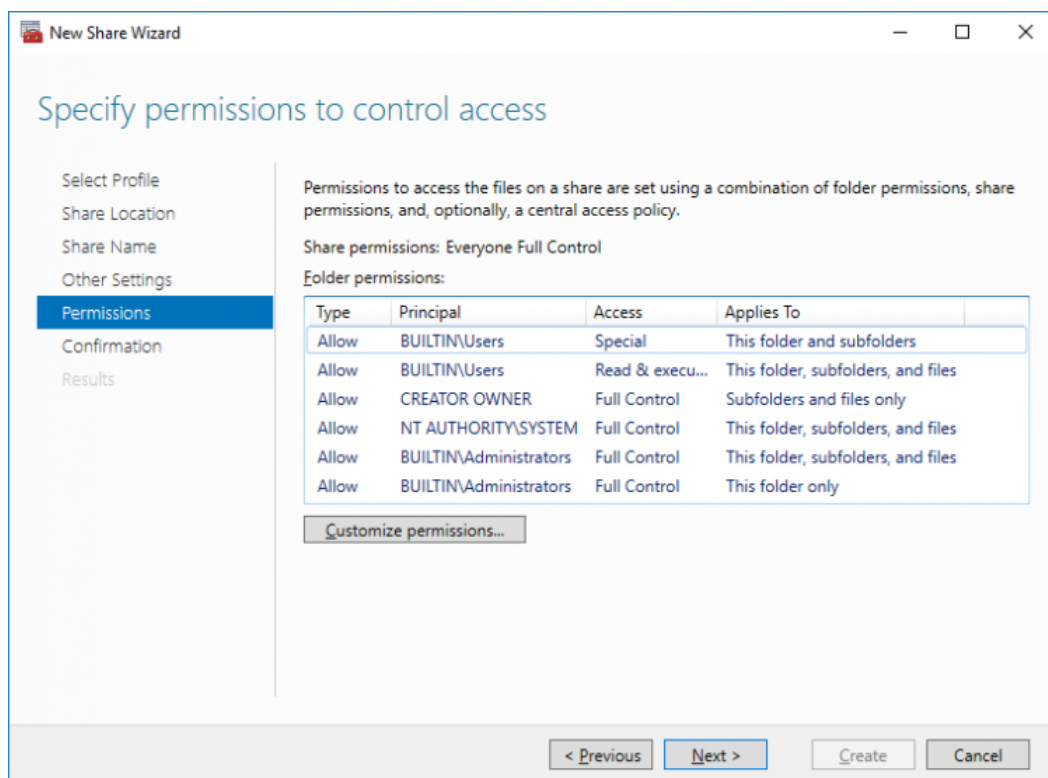 New Share Wizard
Specify permissions to control access
Select Profile
Share Location
Share Name
Other Settings
Permissions
Confirmation
Results
Permissions to access the files on a share are set using a combination of folder permissions, share
permissions, and, optionally, a central access policy.
Share permissions: Everyone Full Control
Folder permissions:
Type Principal Access Applies To
Allow BUILTIN\Users Special This folder and subfolders
Allow BUILTIN\Users Read & execu... This folder, subfolders, and files
Allow CREATOR OWNER Full Control Subfolders and files only
Allow NT AUTHORITY\SYSTEM Full Control This folder, subfolders, and files
Allow BUILTIN\Administrators Full Control This folder, subfolders, and files
Allow BUILTIN\Administrators Full Control This folder only
Customize permissions...
< Previous Next > Create Cancel